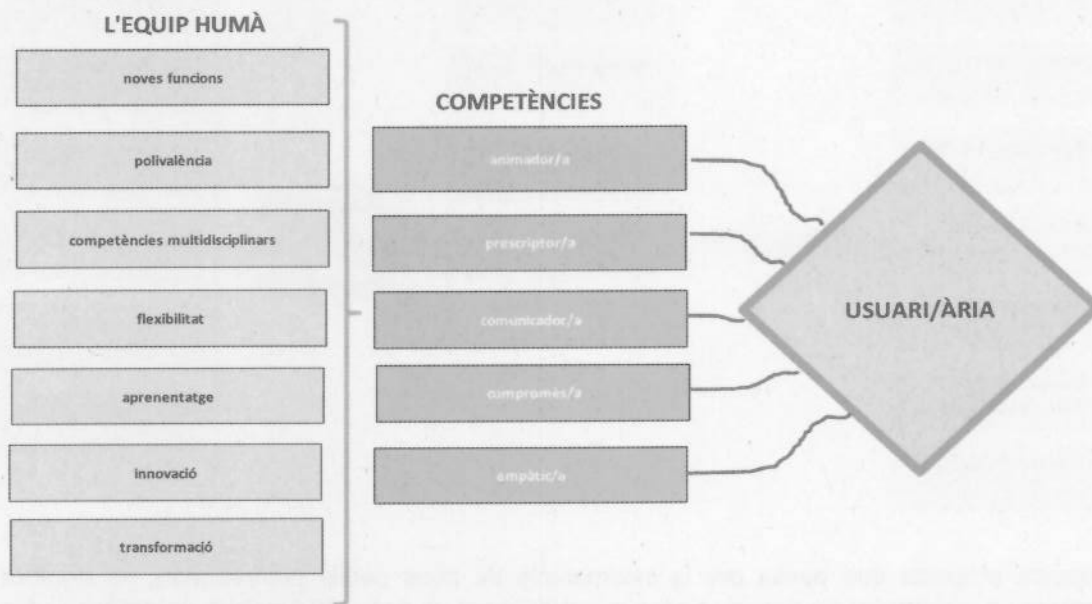 L'EQUIP HUMÀ
noves funcions
polivalència
competències multidisciplinars
flexibilitat
aprenentatge
innovació
transformació
COMPETÈNCIES
animador/a
prescriptor/a
comunicador/a
compromès/a
empàtic/a
USUARI/ÀRIA